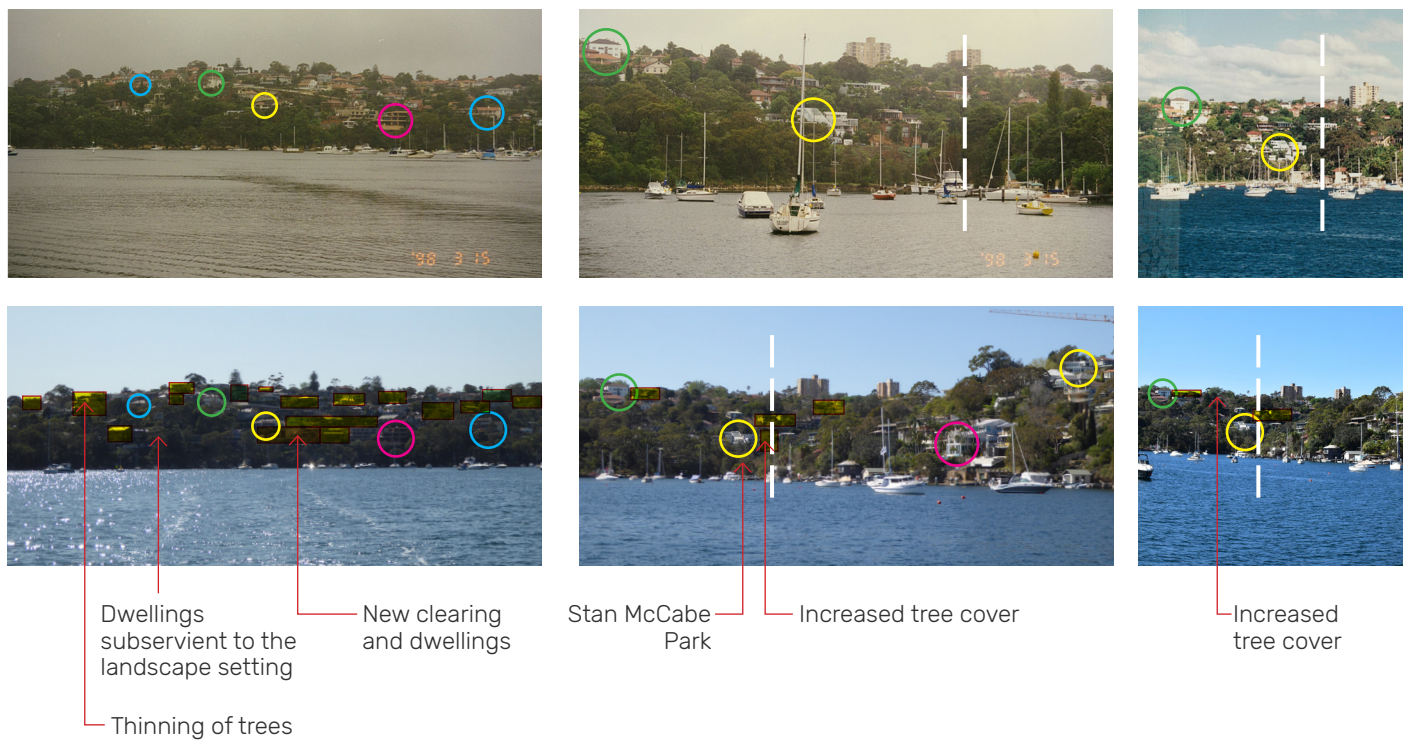 '98 3 15
'98 3 15
Dwellings
subservient to the
landscape setting
New clearing
and dwellings
Stan McCabe
Park
Increased tree cover
Increased
tree cover
Thinning of trees